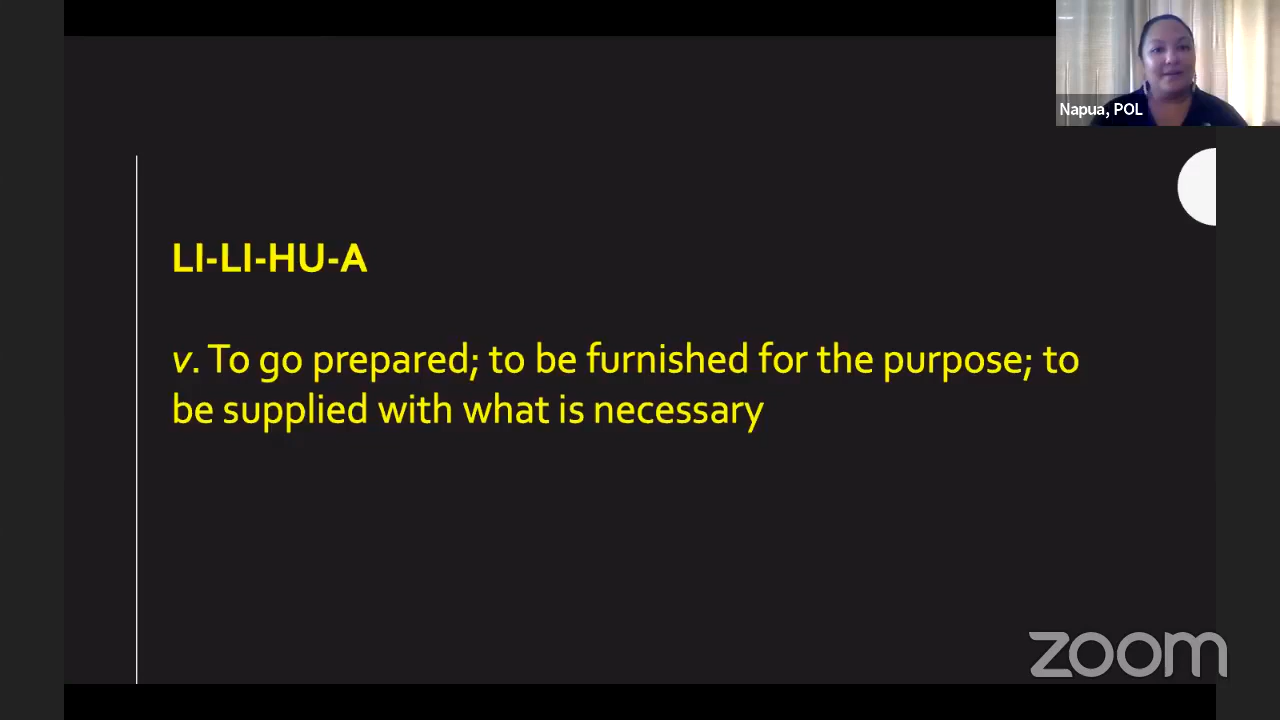 Napua, POL
LI-LI-HU-A
v. To go prepared; to be furnished for the purpose; to
be supplied with what is necessary
zoom